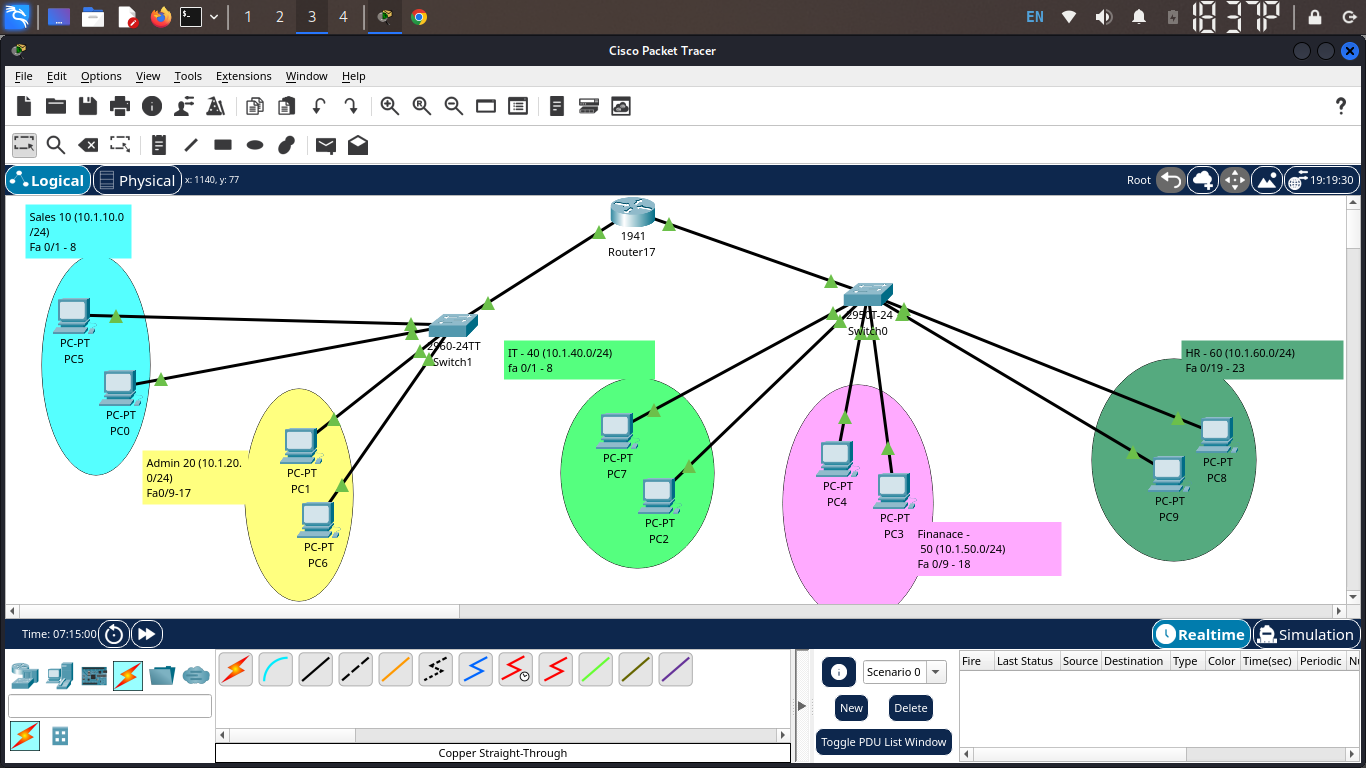 1
2
3
4
EN
18:37P
Cisco Packet Tracer
File Edit Options View Tools Extensions Window Help
Logical
Physical
x: 1140, y: 77
Root
19:19:30
Sales 10 (10.1.10.0
/24)
Fa 0/1 - 8
1941
Router17
2950T-24
Switch0
PC-PT
PC5
2960-24TT
Switch1
IT - 40 (10.1.40.0/24)
fa 0/1 - 8
HR - 60 (10.1.60.0/24)
Fa 0/19 - 23
PC-PT
PC0
Admin 20 (10.1.20.
0/24)
Fa0/9-17
PC-PT
PC1
PC-PT
PC6
PC-PT
PC7
PC-PT
PC2
PC-PT
PC4
PC-PT
PC3
Finanace -
50 (10.1.50.0/24)
Fa 0/9 - 18
PC-PT
PC8
PC-PT
PC9
Time: 07:15:00
Realtime
Simulation
Scenario 0
New
Delete
Toggle PDU List Window
Fire Last Status Source Destination Type Color Time(sec) Periodic
Copper Straight-Through